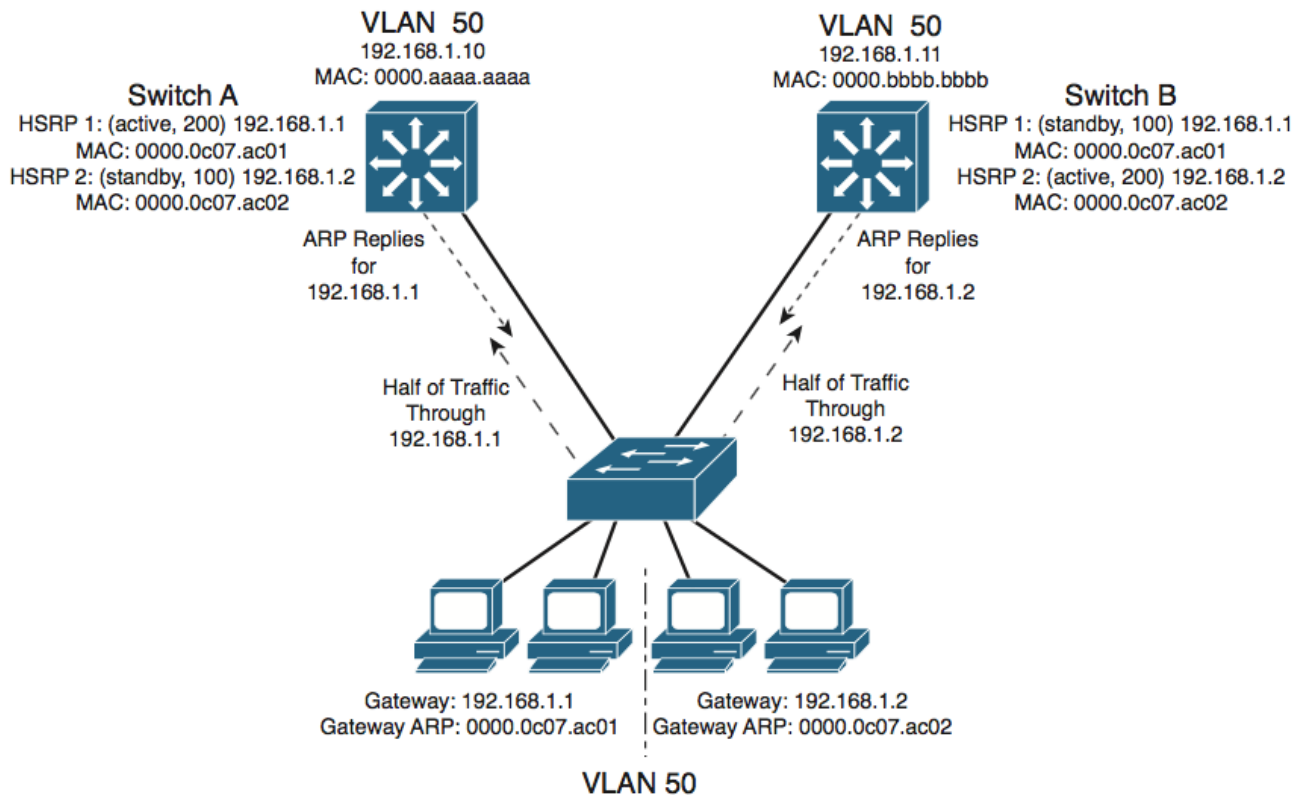 VLAN 50
192.168.1.10
MAC: 0000.aaaa.aaaa
VLAN 50
192.168.1.11
MAC: 0000.bbbb.bbbb
Switch A
HSRP 1: (active, 200) 192.168.1.1
MAC: 0000.0c07.ac01
HSRP 2: (standby, 100) 192.168.1.2
MAC: 0000.0c07.ac02
Switch B
HSRP 1: (standby, 100) 192.168.1.1
MAC: 0000.0c07.ac01
HSRP 2: (active, 200) 192.168.1.2
MAC: 0000.0c07.ac02
ARP Replies
for
192.168.1.1
ARP Replies
for
192.168.1.2
Half of Traffic
Through
192.168.1.1
Half of Traffic
Through
192.168.1.2
Gateway: 192.168.1.1
Gateway ARP: 0000.0c07.ac01
Gateway: 192.168.1.2
Gateway ARP: 0000.0c07.ac02
VLAN 50